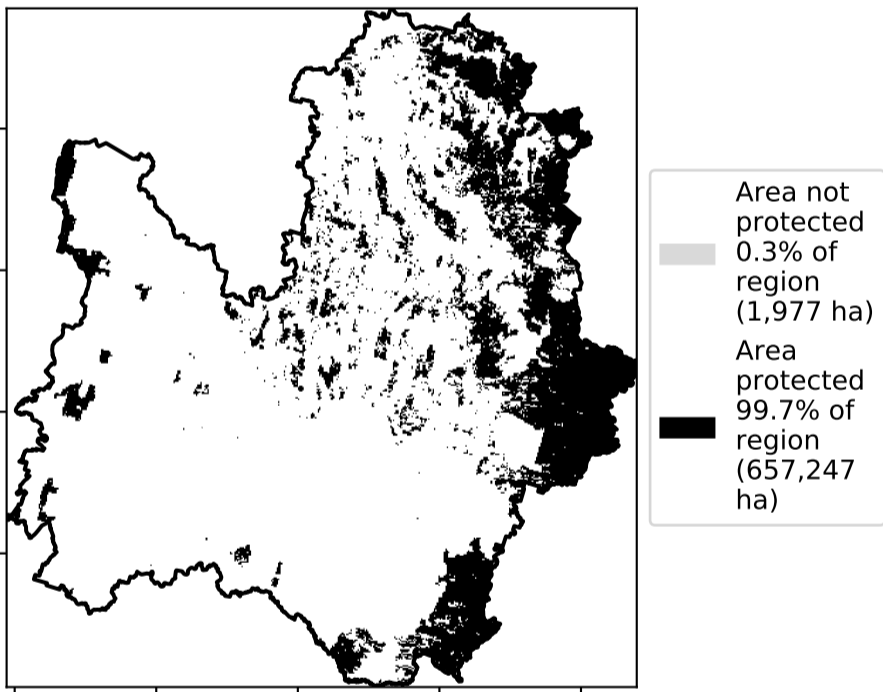 Area not
protected
0.3% of
region
(1,977 ha)
Area
protected
99.7% of
region
(657,247
ha)